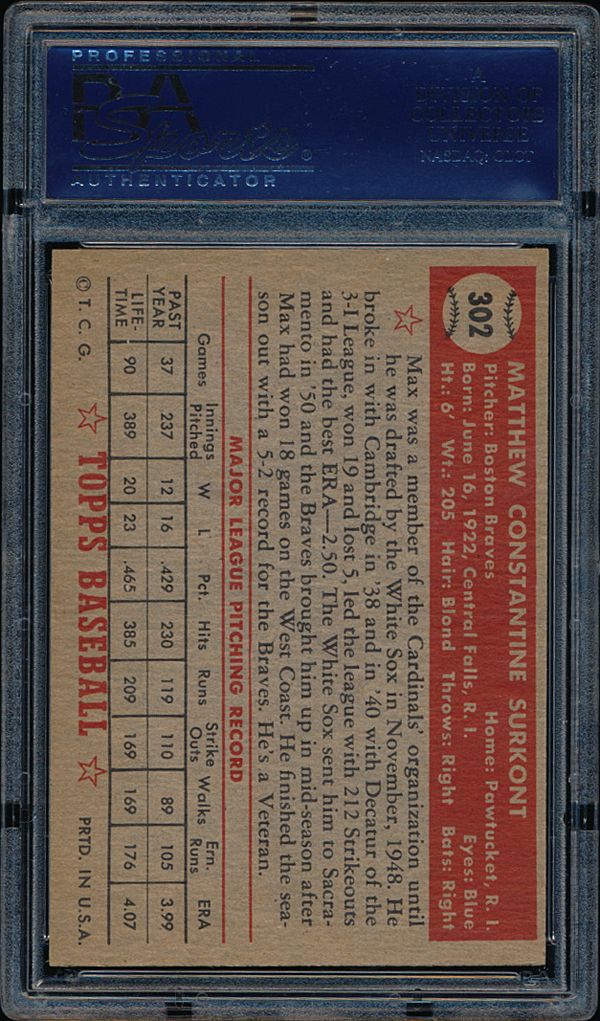 PROFESSIONAL
PSA
Sports®
AUTHENTICATOR
A
DIVISION OF
COLLECTORS
UNIVERSE
NASDAQ: CLCT
302
MATTHEW CONSTANTINE SURKONT
Pitcher: Boston Braves Home: Pawtucket, R. I.
Born: June 16, 1922, Central Falls, R. I. Eyes: Blue
Ht.: 6' Wt.: 205 Hair: Blond Throws: Right Bats: Right
Max was a member of the Cardinals' organization until
he was drafted by the White Sox in November, 1948. He
broke in with Cambridge in '38 and in '40 with Decatur of the
3-I League, won 19 and lost 5, led the league with 212 Strikeouts
and had the best ERA—2.50. The White Sox sent him to Sacra-
mento in '50 and the Braves brought him up in mid-season after
Max had won 18 games on the West Coast. He finished the sea-
son out with a 5-2 record for the Braves. He's a Veteran.
MAJOR LEAGUE PITCHING RECORD
Games Innings Pitched W L Pct. Hits Runs Strike Outs Walks Ern. Runs ERA
PAST YEAR 37 237 12 16 .429 230 119 110 89 105 3.99
LIFE-TIME 90 389 20 23 .465 385 209 169 169 176 4.07
© T. C. G. TOPPS BASEBALL PRTD. IN U.S.A.